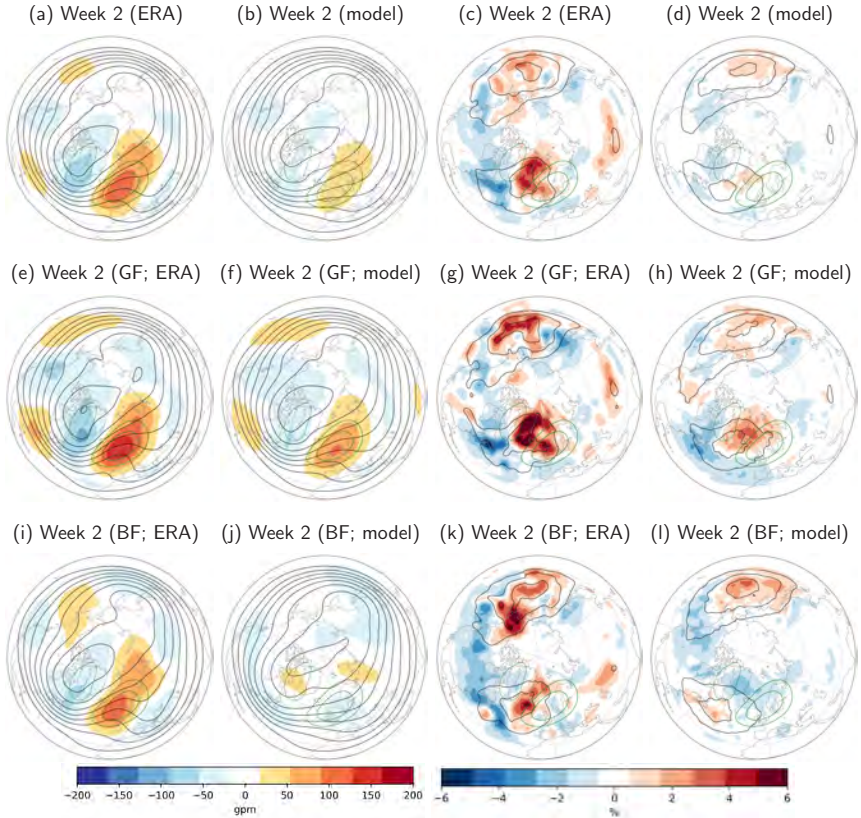 (a) Week 2 (ERA)
(b) Week 2 (model)
(c) Week 2 (ERA)
(d) Week 2 (model)
(e) Week 2 (GF; ERA)
(f) Week 2 (GF; model)
(g) Week 2 (GF; ERA)
(h) Week 2 (GF; model)
(i) Week 2 (BF; ERA)
(j) Week 2 (BF; model)
(k) Week 2 (BF; ERA)
(l) Week 2 (BF; model)
−200 −150 −100 −50 0 50 100 150 200
gpm
−6 −4 −2 0 2 4 6
%